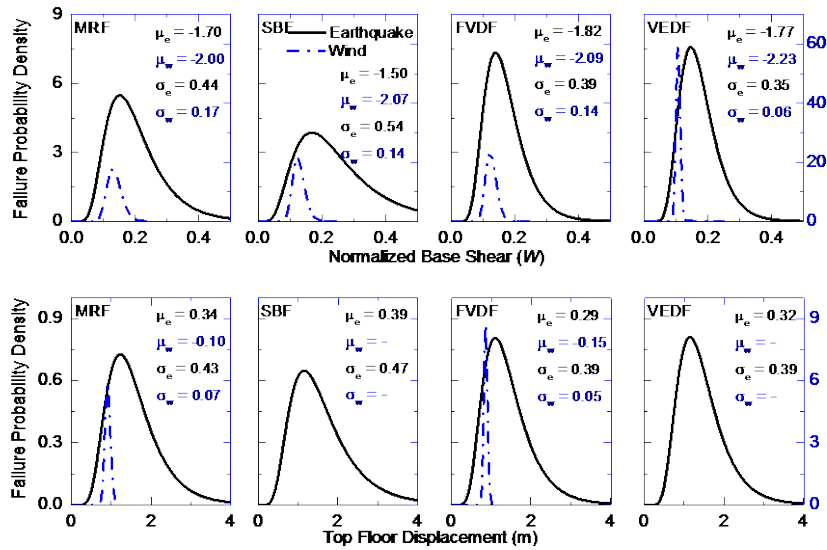 MRF
μe = -1.70
μw = -2.00
σe = 0.44
σw = 0.17
SBF
Earthquake
Wind
μe = -1.50
μw = -2.07
σe = 0.54
σw = 0.14
FVDF
μe = -1.82
μw = -2.09
σe = 0.39
σw = 0.14
VEDF
μe = -1.77
μw = -2.23
σe = 0.35
σw = 0.06
Failure Probability Density
9
6
3
0
60
40
20
0
0.0 0.2 0.4 0.0 0.2 0.4 0.0 0.2 0.4 0.0 0.2 0.4
Normalized Base Shear (W)
MRF
μe = 0.34
μw = -0.10
σe = 0.43
σw = 0.07
SBF
μe = 0.39
μw = -
σe = 0.47
σw = -
FVDF
μe = 0.29
μw = -0.15
σe = 0.39
σw = 0.05
VEDF
μe = 0.32
μw = -
σe = 0.39
σw = -
Failure Probability Density
0.9
0.6
0.3
0.0
9
6
3
0
0 2 4 0 2 4 0 2 4 0 2 4
Top Floor Displacement (m)